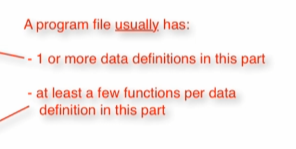 A program file usually has:
- 1 or more data definitions in this part
- at least a few functions per data
definition in this part